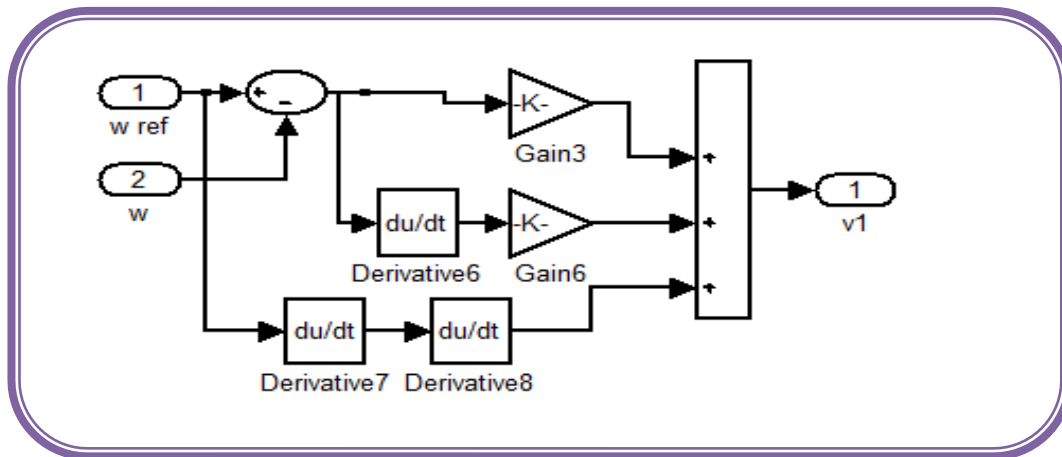 1
+
-
w ref
2
w
-K-
Gain3
+
du/dt
Derivative6
-K-
Gain6
+
du/dt
Derivative7
du/dt
Derivative8
+
1
v1